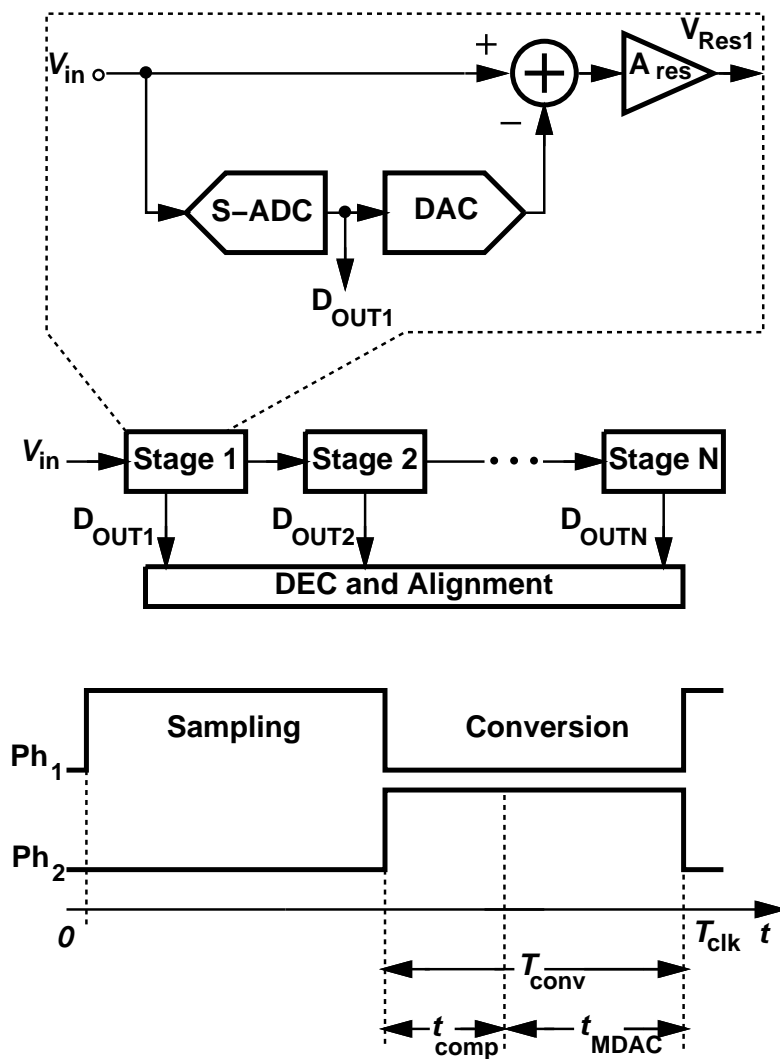 V_Res1
V_in + A_res
−
S−ADC DAC
D_OUT1
V_in Stage 1 Stage 2 • • • Stage N
D_OUT1 D_OUT2 D_OUTN
DEC and Alignment
Sampling Conversion
Ph_1
Ph_2
0 T_clk t
T_conv
t_comp t_MDAC